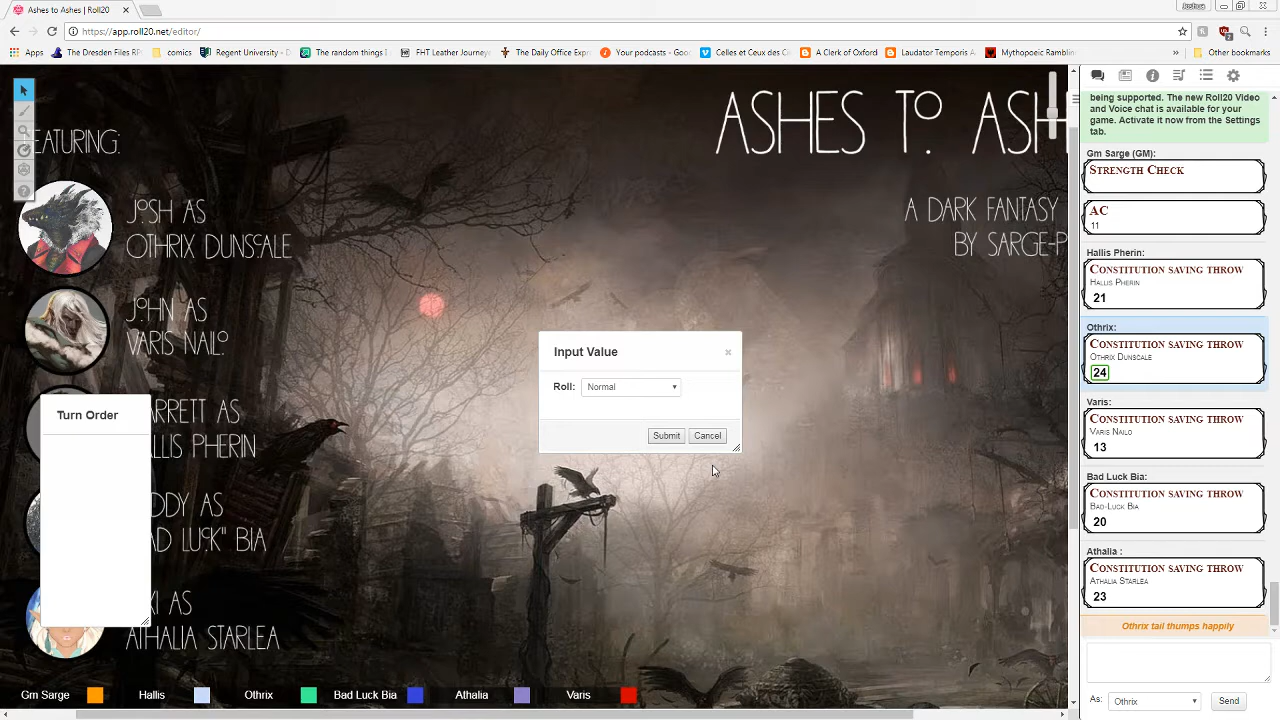 Ashes to Ashes | Roll20
Joshua
https://app.roll20.net/editor/
Apps
The Dresden Files RP
comics
Regent University - D
The random things I
FHT Leather Journey
The Daily Office Expr
Your podcasts - Goo
Celles et Ceux des C
A Clerk of Oxford
Laudator Temporis A
Mythopoeic Rambling
»
Other Bookmarks
FEATURING:
JOSH AS
OTHRIX DUNSCALE
JOHN AS
VARIS NAILO
ARRETT AS
HALLIS PHERIN
ODDY AS
AD LUCK" BIA
XI AS
ATHALIA STARLEA
ASHES TO ASH
A DARK FANTASY
BY SARGE-P
Turn Order
Input Value
×
Roll:
Normal
Submit
Cancel
Gm Sarge
Hallis
Othrix
Bad Luck Bia
Athalia
Varis
being supported. The new Roll20 Video
and Voice chat is available for your
game. Activate it now from the Settings
tab.
Gm Sarge (GM):
STRENGTH CHECK
AC
11
Hallis Pherin:
CONSTITUTION SAVING THROW
HALLIS PHERIN
21
Othrix:
CONSTITUTION SAVING THROW
OTHRIX DUNSCALE
24
Varis:
CONSTITUTION SAVING THROW
VARIS NAILO
13
Bad Luck Bia:
CONSTITUTION SAVING THROW
BAD-LUCK BIA
20
Athalia :
CONSTITUTION SAVING THROW
ATHALIA STARLEA
23
Othrix tail thumps happily
As:
Othrix
Send